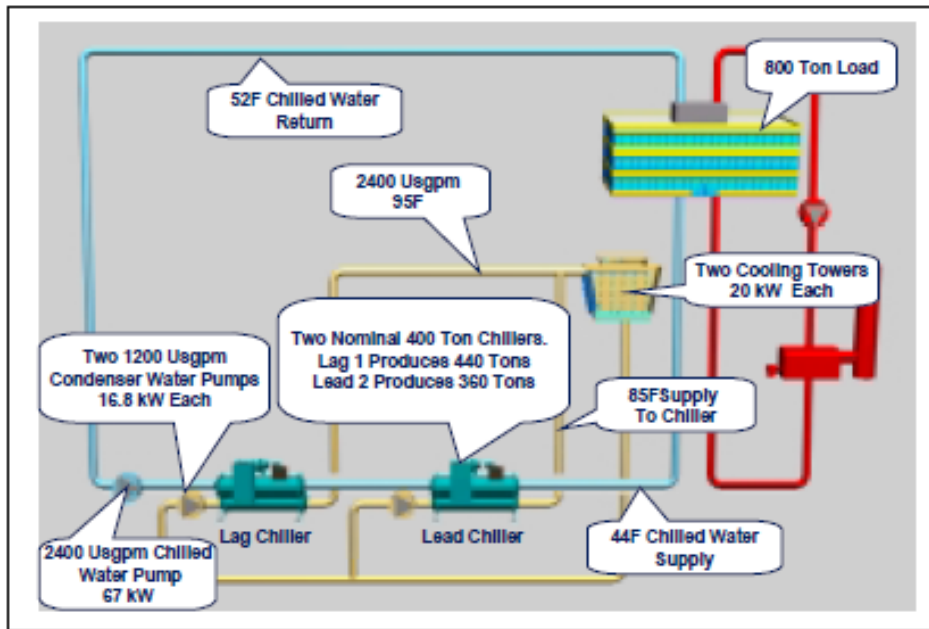 800 Ton Load
52F Chilled Water
Return
2400 Usgpm
95F
Two Cooling Towers
20 kW Each
Two Nominal 400 Ton Chillers.
Lag 1 Produces 440 Tons
Lead 2 Produces 360 Tons
Two 1200 Usgpm
Condenser Water Pumps
16.8 kW Each
85FSupply
To Chiller
Lag Chiller
Lead Chiller
44F Chilled Water
Supply
2400 Usgpm Chilled
Water Pump
67 kW